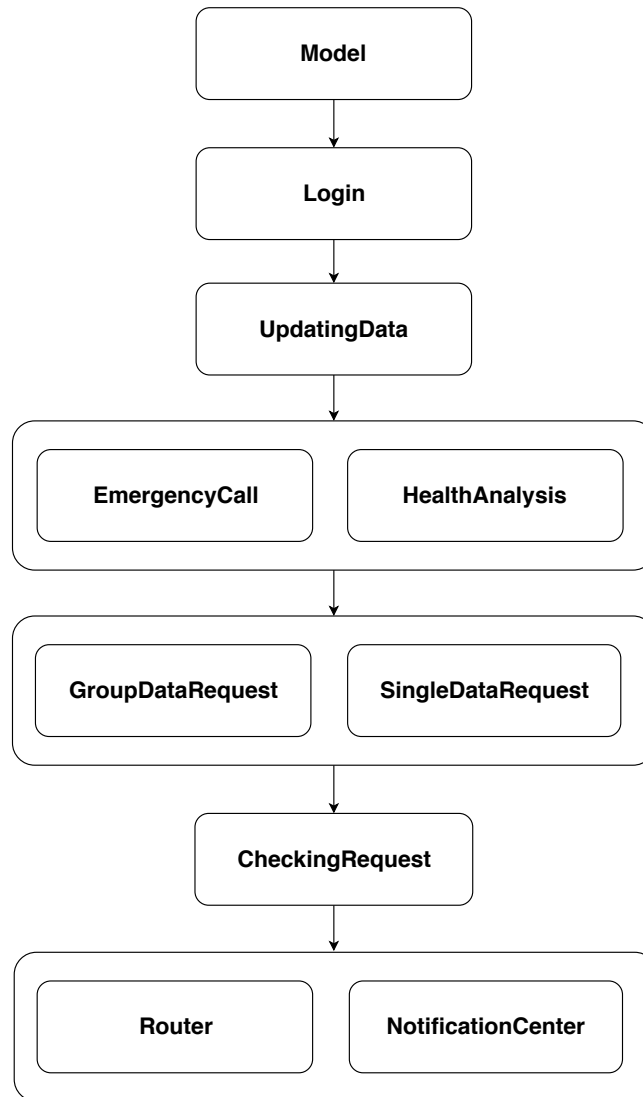 Model
Login
UpdatingData
EmergencyCall
HealthAnalysis
GroupDataRequest
SingleDataRequest
CheckingRequest
Router
NotificationCenter